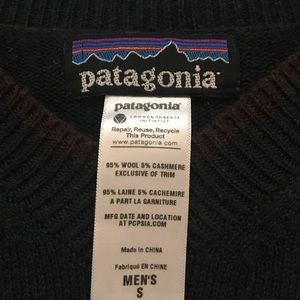 patagonia
patagonia
COMMON THREADS
INITIATIVE
Repair, Reuse, Recycle
This Product
www.patagonia.com
95% WOOL 5% CASHMERE
EXCLUSIVE OF TRIM
95% LAINE 5% CACHEMIRE
A PART LA GARNITURE
MFG DATE AND LOCATION
AT PCPSIA.COM
Made in CHINA
Fabriqué EN CHINE
MEN'S
S